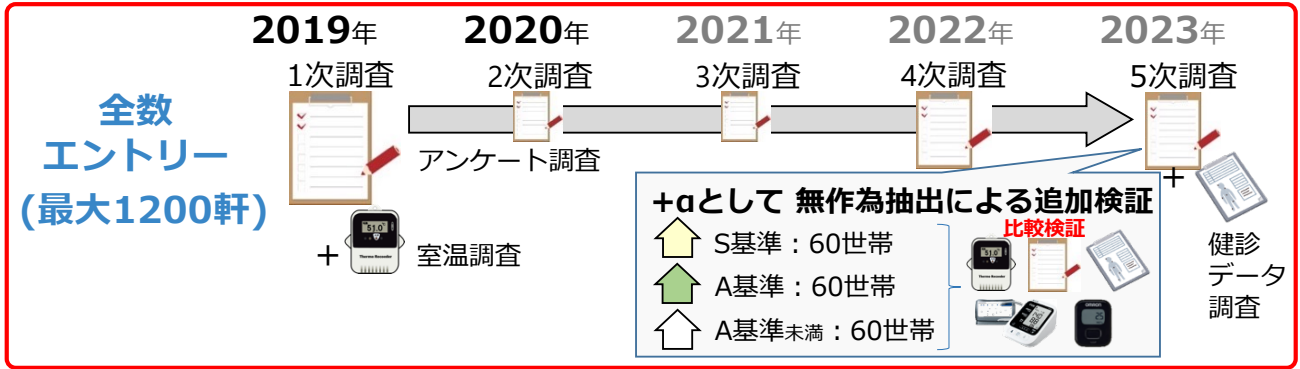 2019年 2020年 2021年 2022年 2023年
1次調査 2次調査 3次調査 4次調査 5次調査
全数
エントリー
(最大1200軒)
アンケート調査
+ 室温調査
51.0
Thermo Recorder
+αとして 無作為抽出による追加検証
比較検証
S基準：60世帯
A基準：60世帯
A基準未満：60世帯
+
健診
データ
調査